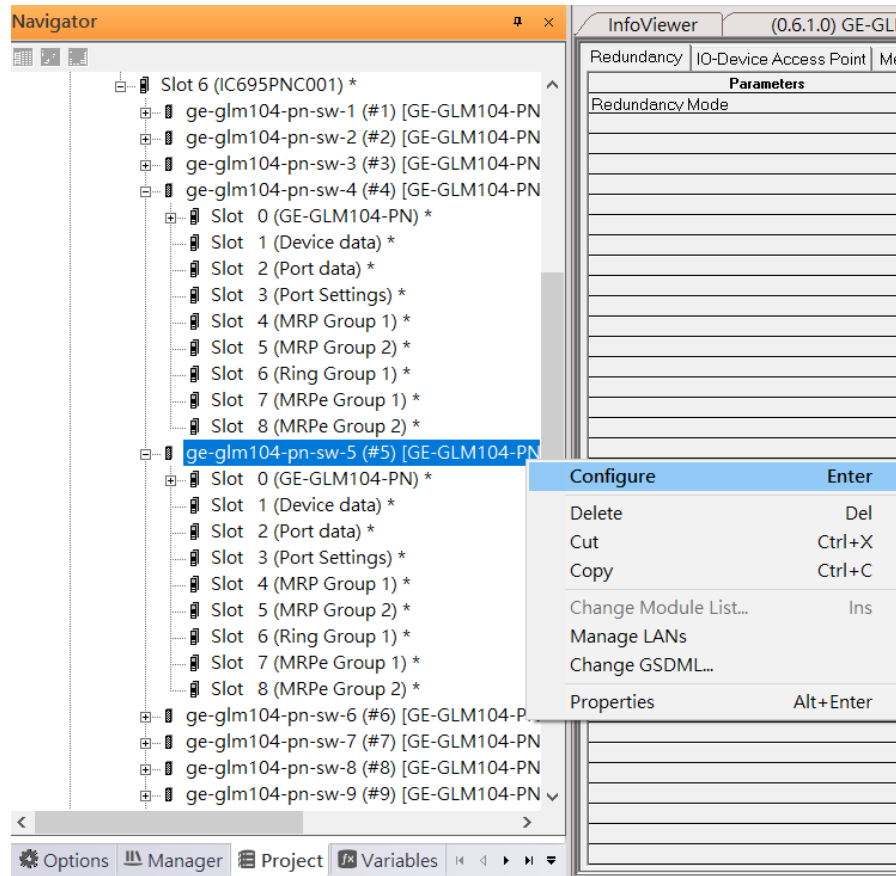 Navigator
InfoViewer
(0.6.1.0) GE-GL
Redundancy
IO-Device Access Point
Me
Parameters
Redundancy Mode
Slot 6 (IC695PNC001) *
ge-glm104-pn-sw-1 (#1) [GE-GLM104-PN
ge-glm104-pn-sw-2 (#2) [GE-GLM104-PN
ge-glm104-pn-sw-3 (#3) [GE-GLM104-PN
ge-glm104-pn-sw-4 (#4) [GE-GLM104-PN
Slot 0 (GE-GLM104-PN) *
Slot 1 (Device data) *
Slot 2 (Port data) *
Slot 3 (Port Settings) *
Slot 4 (MRP Group 1) *
Slot 5 (MRP Group 2) *
Slot 6 (Ring Group 1) *
Slot 7 (MRPe Group 1) *
Slot 8 (MRPe Group 2) *
ge-glm104-pn-sw-5 (#5) [GE-GLM104-PN
Slot 0 (GE-GLM104-PN) *
Slot 1 (Device data) *
Slot 2 (Port data) *
Slot 3 (Port Settings) *
Slot 4 (MRP Group 1) *
Slot 5 (MRP Group 2) *
Slot 6 (Ring Group 1) *
Slot 7 (MRPe Group 1) *
Slot 8 (MRPe Group 2) *
ge-glm104-pn-sw-6 (#6) [GE-GLM104-P
ge-glm104-pn-sw-7 (#7) [GE-GLM104-PN
ge-glm104-pn-sw-8 (#8) [GE-GLM104-PN
ge-glm104-pn-sw-9 (#9) [GE-GLM104-PN
Configure Enter
Delete Del
Cut Ctrl+X
Copy Ctrl+C
Change Module List... Ins
Manage LANs
Change GSDML...
Properties Alt+Enter
Options Manager Project Variables